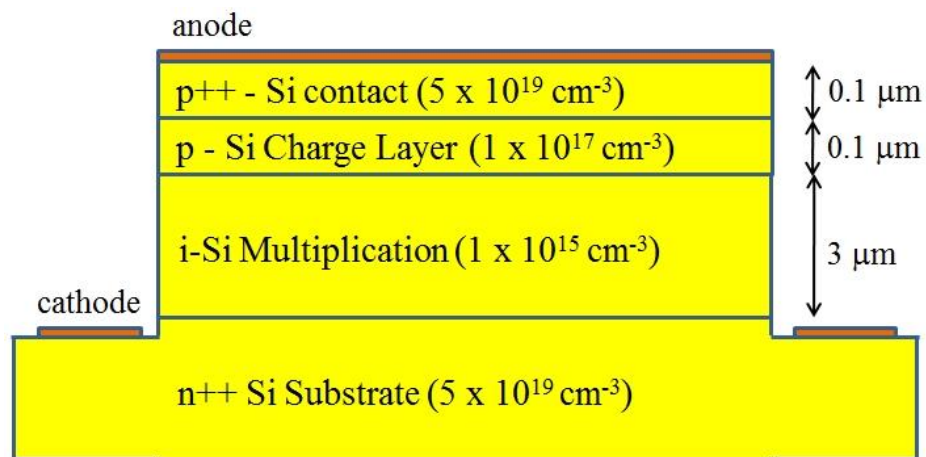 anode
p++ - Si contact (5 x 10¹⁹ cm⁻³)
0.1 μm
p - Si Charge Layer (1 x 10¹⁷ cm⁻³)
0.1 μm
i-Si Multiplication (1 x 10¹⁵ cm⁻³)
3 μm
cathode
n++ Si Substrate (5 x 10¹⁹ cm⁻³)